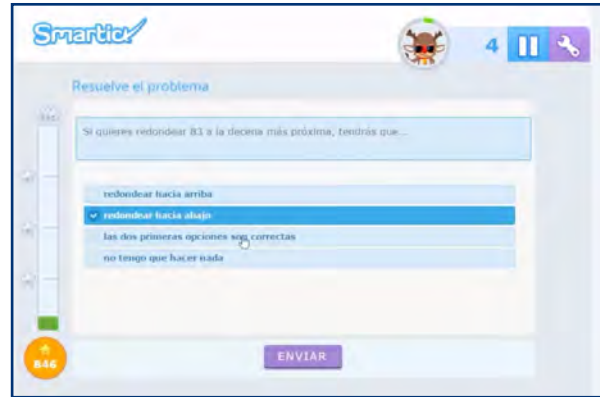 Smartick
4
Resuelve el problema
Si quieres redondear 83 a la decena más próxima, tendrás que...
redondear hacia arriba
redondear hacia abajo
las dos primeras opciones son correctas
no tengo que hacer nada
846
ENVIAR